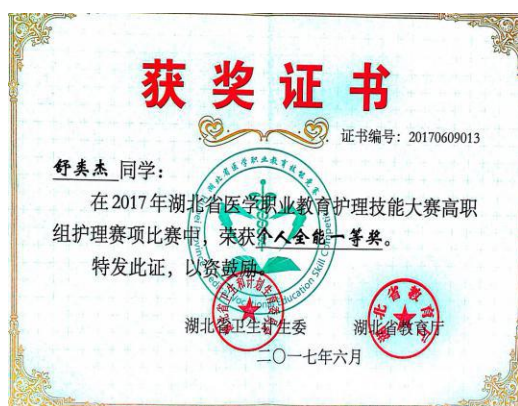 获奖证书
证书编号：20170609013
舒奕杰 同学：
在2017年湖北省医学职业教育护理技能大赛高职
组护理赛项比赛中，荣获个人全能一等奖。
特发此证，以资鼓励。
湖北省卫生计生委 湖北省教育厅
二〇一七年六月